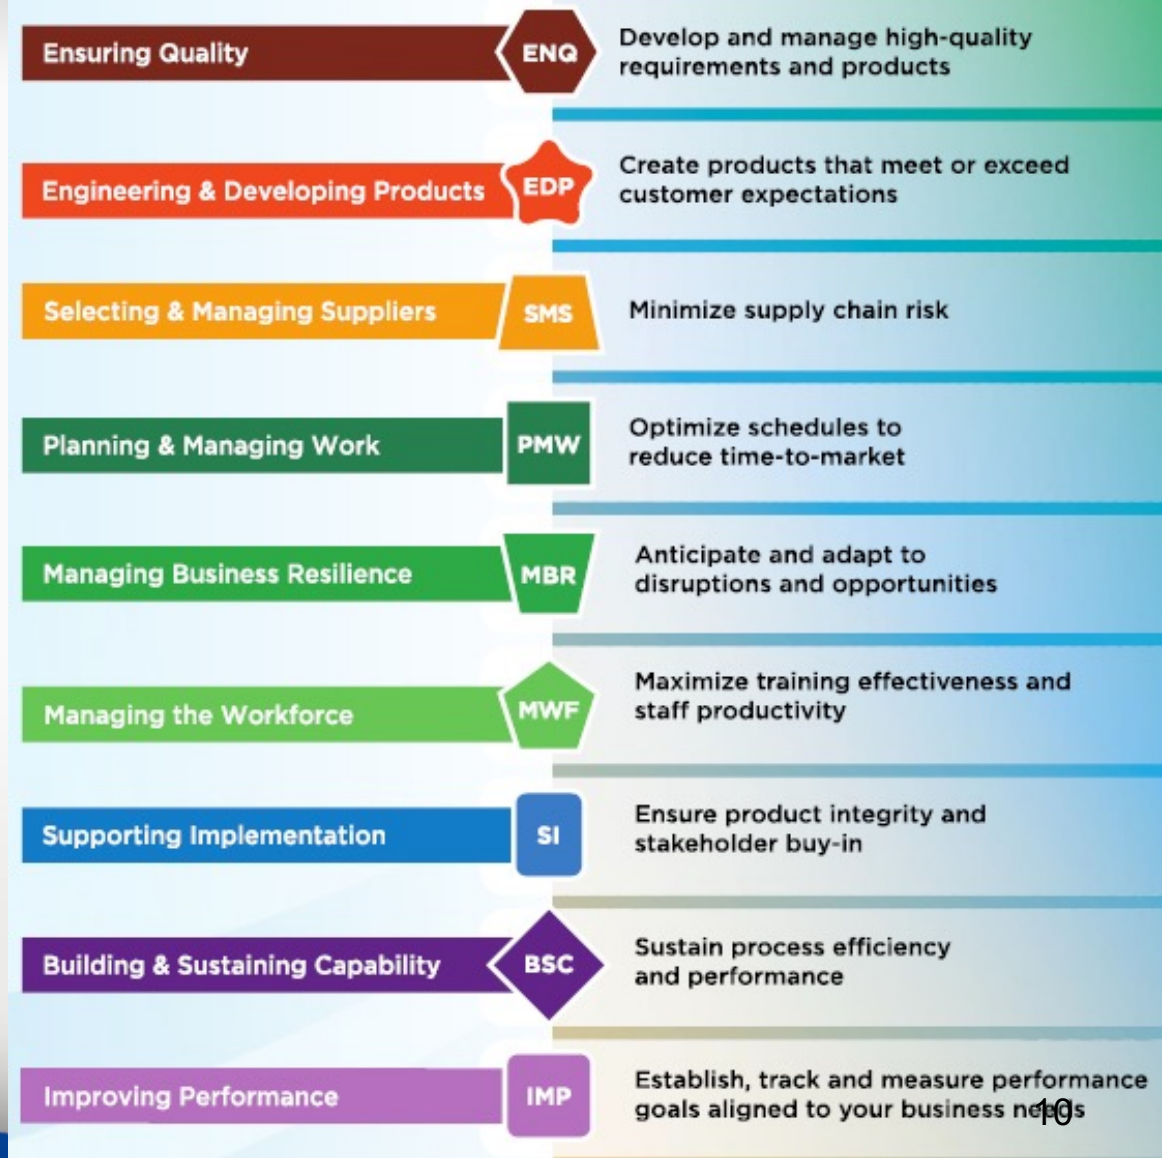 Ensuring Quality
ENQ
Develop and manage high-quality
requirements and products
Engineering & Developing Products
EDP
Create products that meet or exceed
customer expectations
Selecting & Managing Suppliers
SMS
Minimize supply chain risk
Planning & Managing Work
PMW
Optimize schedules to
reduce time-to-market
Managing Business Resilience
MBR
Anticipate and adapt to
disruptions and opportunities
Managing the Workforce
MWF
Maximize training effectiveness and
staff productivity
Supporting Implementation
SI
Ensure product integrity and
stakeholder buy-in
Building & Sustaining Capability
BSC
Sustain process efficiency
and performance
Improving Performance
IMP
Establish, track and measure performance
goals aligned to your business needs
10